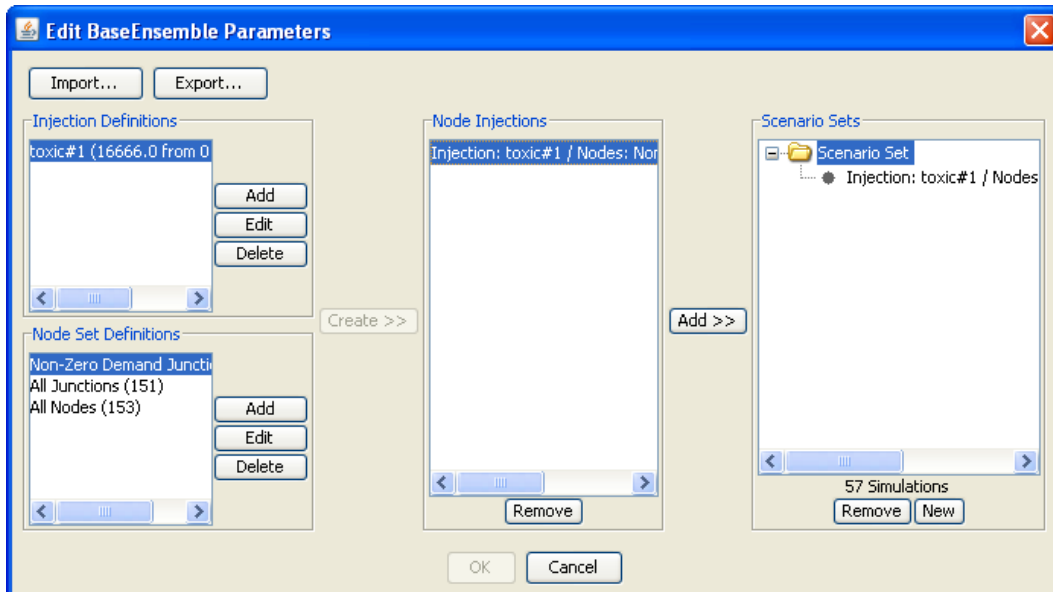 Edit BaseEnsemble Parameters
Import...
Export...
Injection Definitions
toxic#1 (16666.0 from 0
Add
Edit
Delete
Node Set Definitions
Non-Zero Demand Juncti
All Junctions (151)
All Nodes (153)
Add
Edit
Delete
Create >>
Node Injections
Injection: toxic#1 / Nodes: Nor
Remove
Add >>
Scenario Sets
Scenario Set
Injection: toxic#1 / Nodes
57 Simulations
Remove
New
OK
Cancel